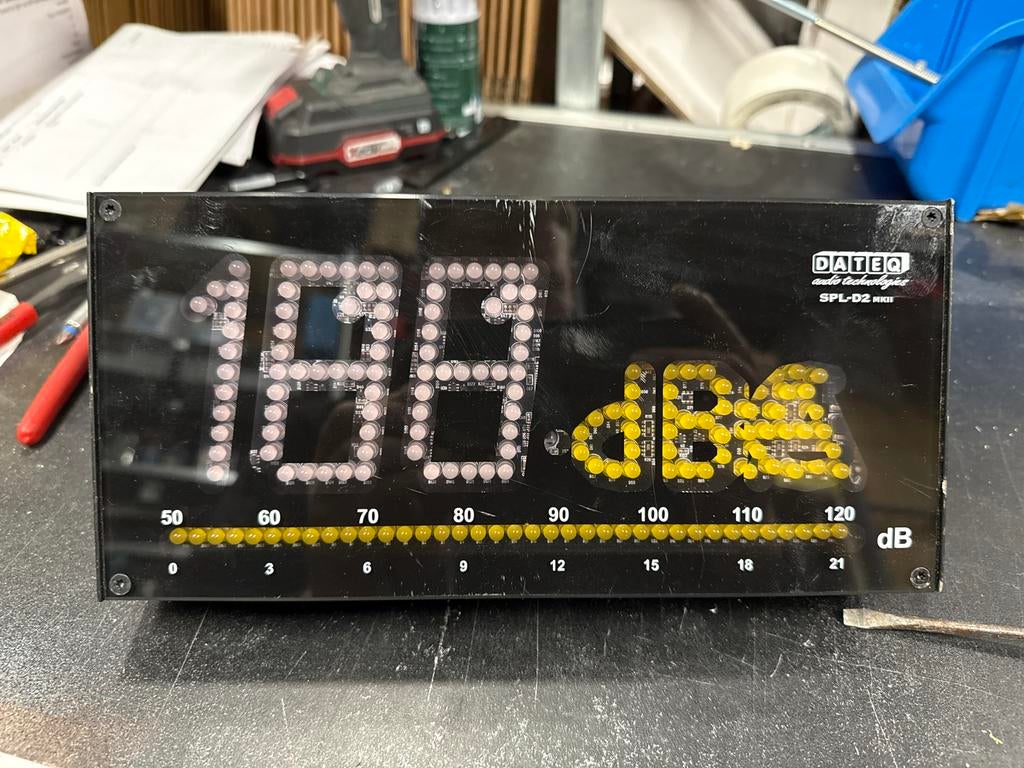 DATEQ
audio technologies
SPL-D2 MKII
188 dB
50 60 70 80 90 100 110 120
dB
0 3 6 9 12 15 18 21